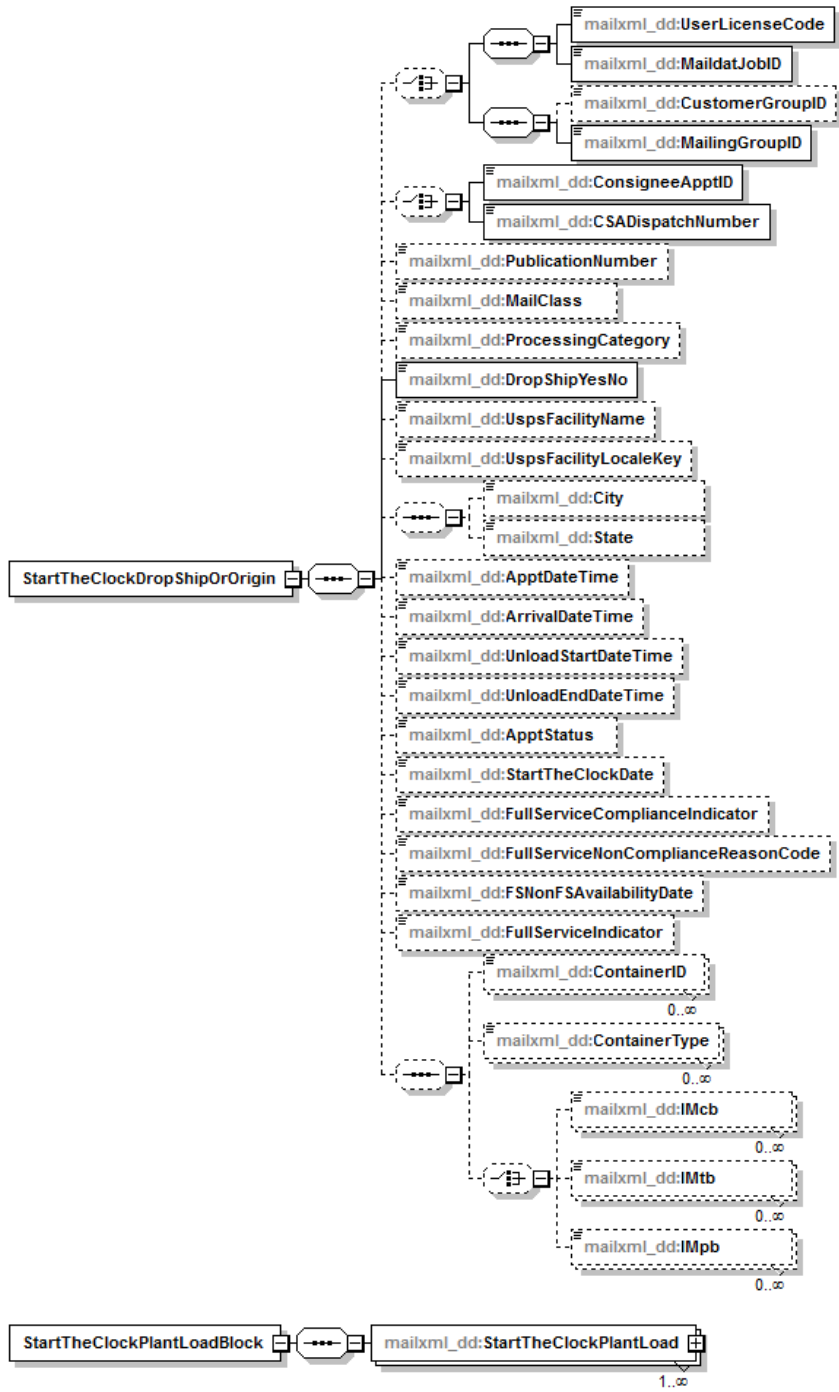 mailxml_dd:UserLicenseCode
mailxml_dd:MaildatJobID
mailxml_dd:CustomerGroupID
mailxml_dd:MailingGroupID
mailxml_dd:ConsigneeApptID
mailxml_dd:CSADispatchNumber
mailxml_dd:PublicationNumber
mailxml_dd:MailClass
mailxml_dd:ProcessingCategory
mailxml_dd:DropShipYesNo
mailxml_dd:UspsFacilityName
mailxml_dd:UspsFacilityLocaleKey
mailxml_dd:City
mailxml_dd:State
StartTheClockDropShipOrOrigin
mailxml_dd:ApptDateTime
mailxml_dd:ArrivalDateTime
mailxml_dd:UnloadStartDateTime
mailxml_dd:UnloadEndDateTime
mailxml_dd:ApptStatus
mailxml_dd:StartTheClockDate
mailxml_dd:FullServiceComplianceIndicator
mailxml_dd:FullServiceNonComplianceReasonCode
mailxml_dd:FSNonFSAvailabilityDate
mailxml_dd:FullServiceIndicator
mailxml_dd:ContainerID
0..∞
mailxml_dd:ContainerType
0..∞
mailxml_dd:IMcb
0..∞
mailxml_dd:IMtb
0..∞
mailxml_dd:IMpb
0..∞
StartTheClockPlantLoadBlock
mailxml_dd:StartTheClockPlantLoad
1..∞